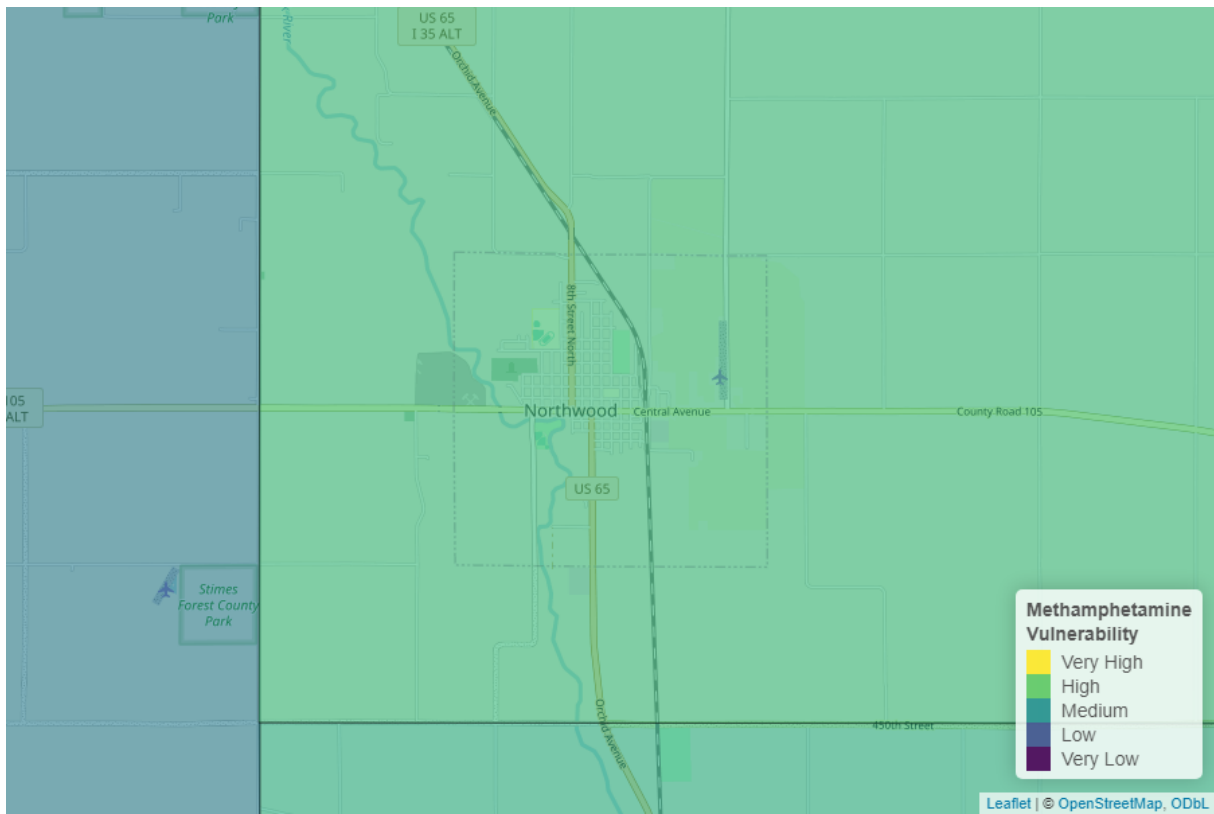 Park
River
US 65
I 35 ALT
Orchid Avenue
8th Street North
105
ALT
Northwood
Central Avenue
County Road 105
US 65
Stimes
Forest County
Park
Orchid Avenue
450th Street
Methamphetamine
Vulnerability
Very High
High
Medium
Low
Very Low
Leaflet | © OpenStreetMap, ODbL